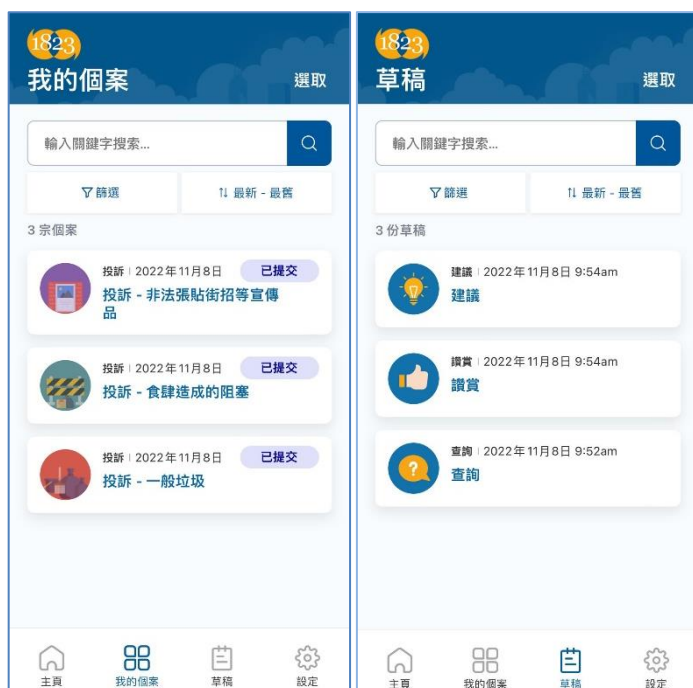 1823
我的個案
選取
輸入關鍵字搜索...
篩選
最新 - 最舊
3 宗個案
投訴 | 2022年11月8日 已提交
投訴 - 非法張貼街招等宣傳
品
投訴 | 2022年11月8日 已提交
投訴 - 食肆造成的阻塞
投訴 | 2022年11月8日 已提交
投訴 - 一般垃圾
主頁
我的個案
草稿
設定
1823
草稿
選取
輸入關鍵字搜索...
篩選
最新 - 最舊
3 份草稿
建議 | 2022年11月8日 9:54am
建議
讚賞 | 2022年11月8日 9:54am
讚賞
查詢 | 2022年11月8日 9:52am
?
查詢
主頁
我的個案
草稿
設定